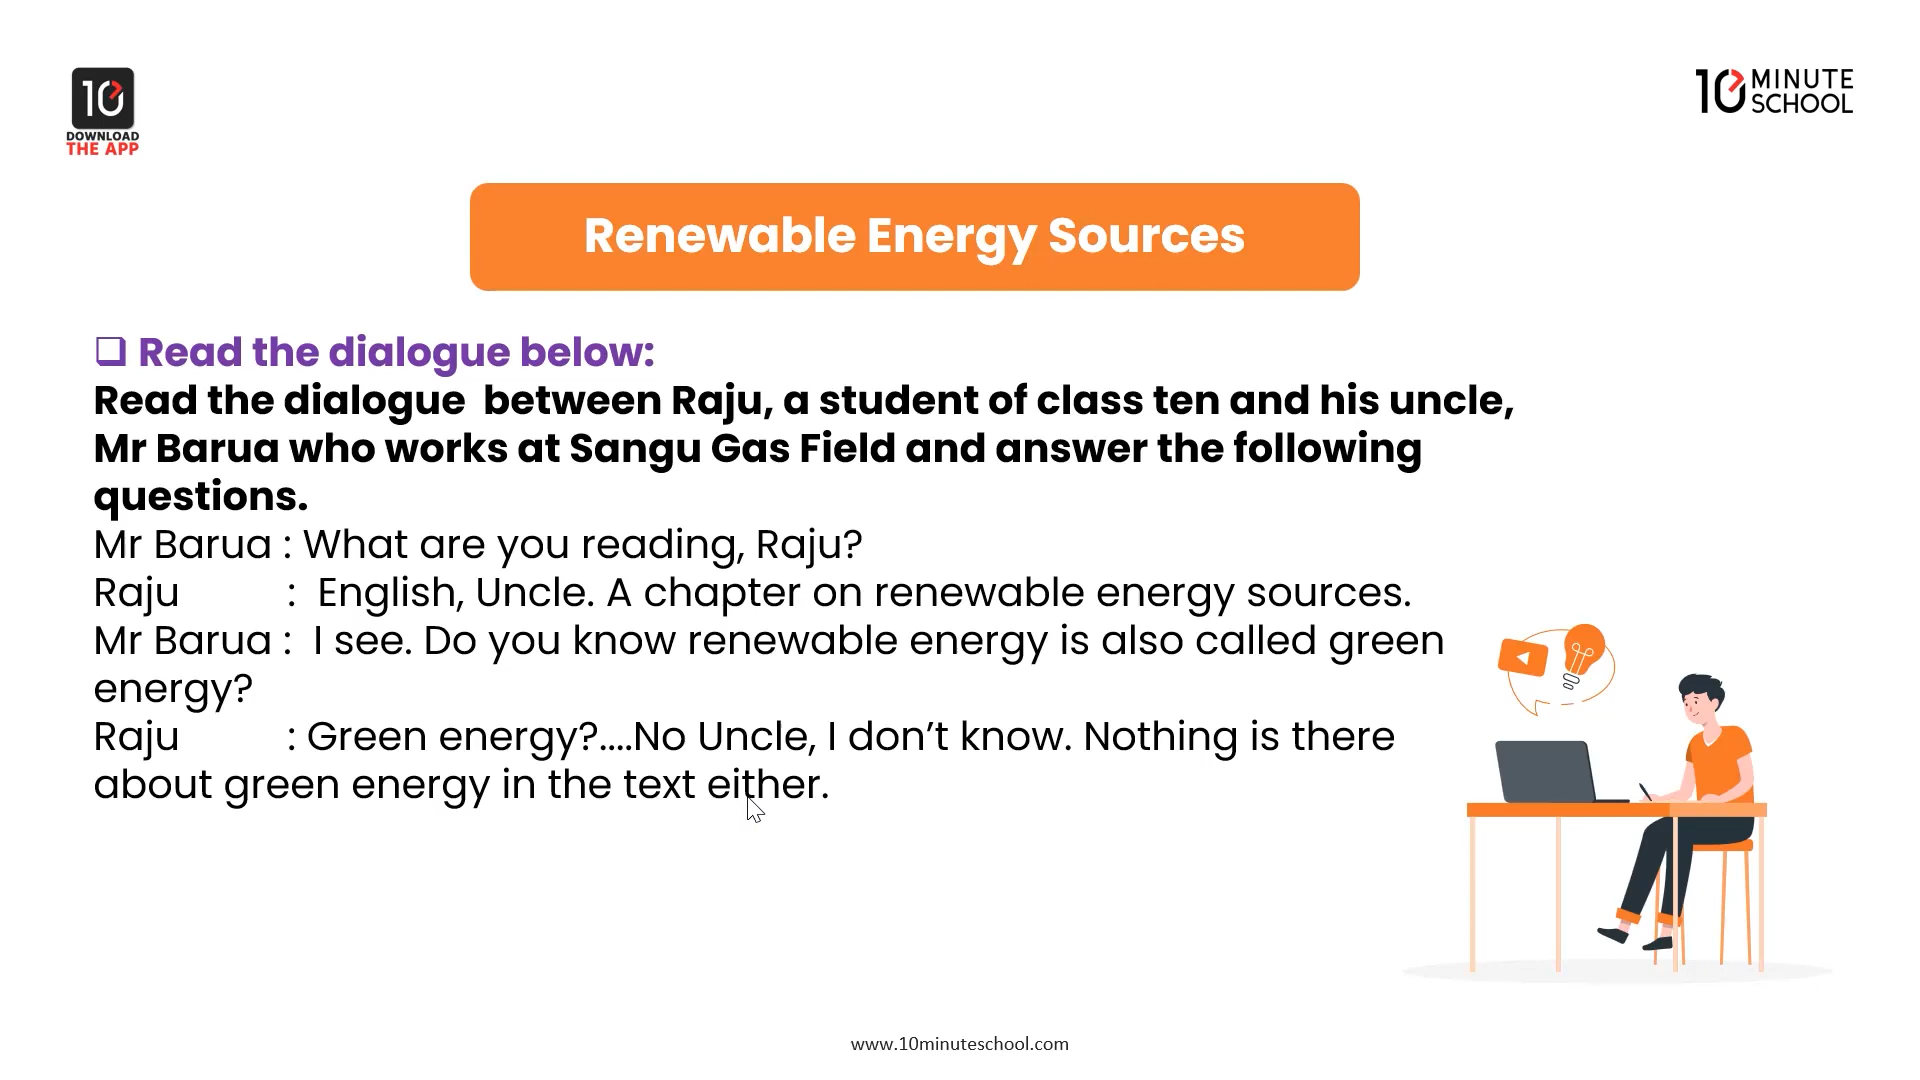 10
DOWNLOAD
THE APP
10 MINUTE
SCHOOL
Renewable Energy Sources
❑ Read the dialogue below:
Read the dialogue  between Raju, a student of class ten and his uncle,
Mr Barua who works at Sangu Gas Field and answer the following
questions.
Mr Barua : What are you reading, Raju?
Raju : English, Uncle. A chapter on renewable energy sources.
Mr Barua : I see. Do you know renewable energy is also called green
energy?
Raju : Green energy?....No Uncle, I don’t know. Nothing is there
about green energy in the text either.
www.10minuteschool.com